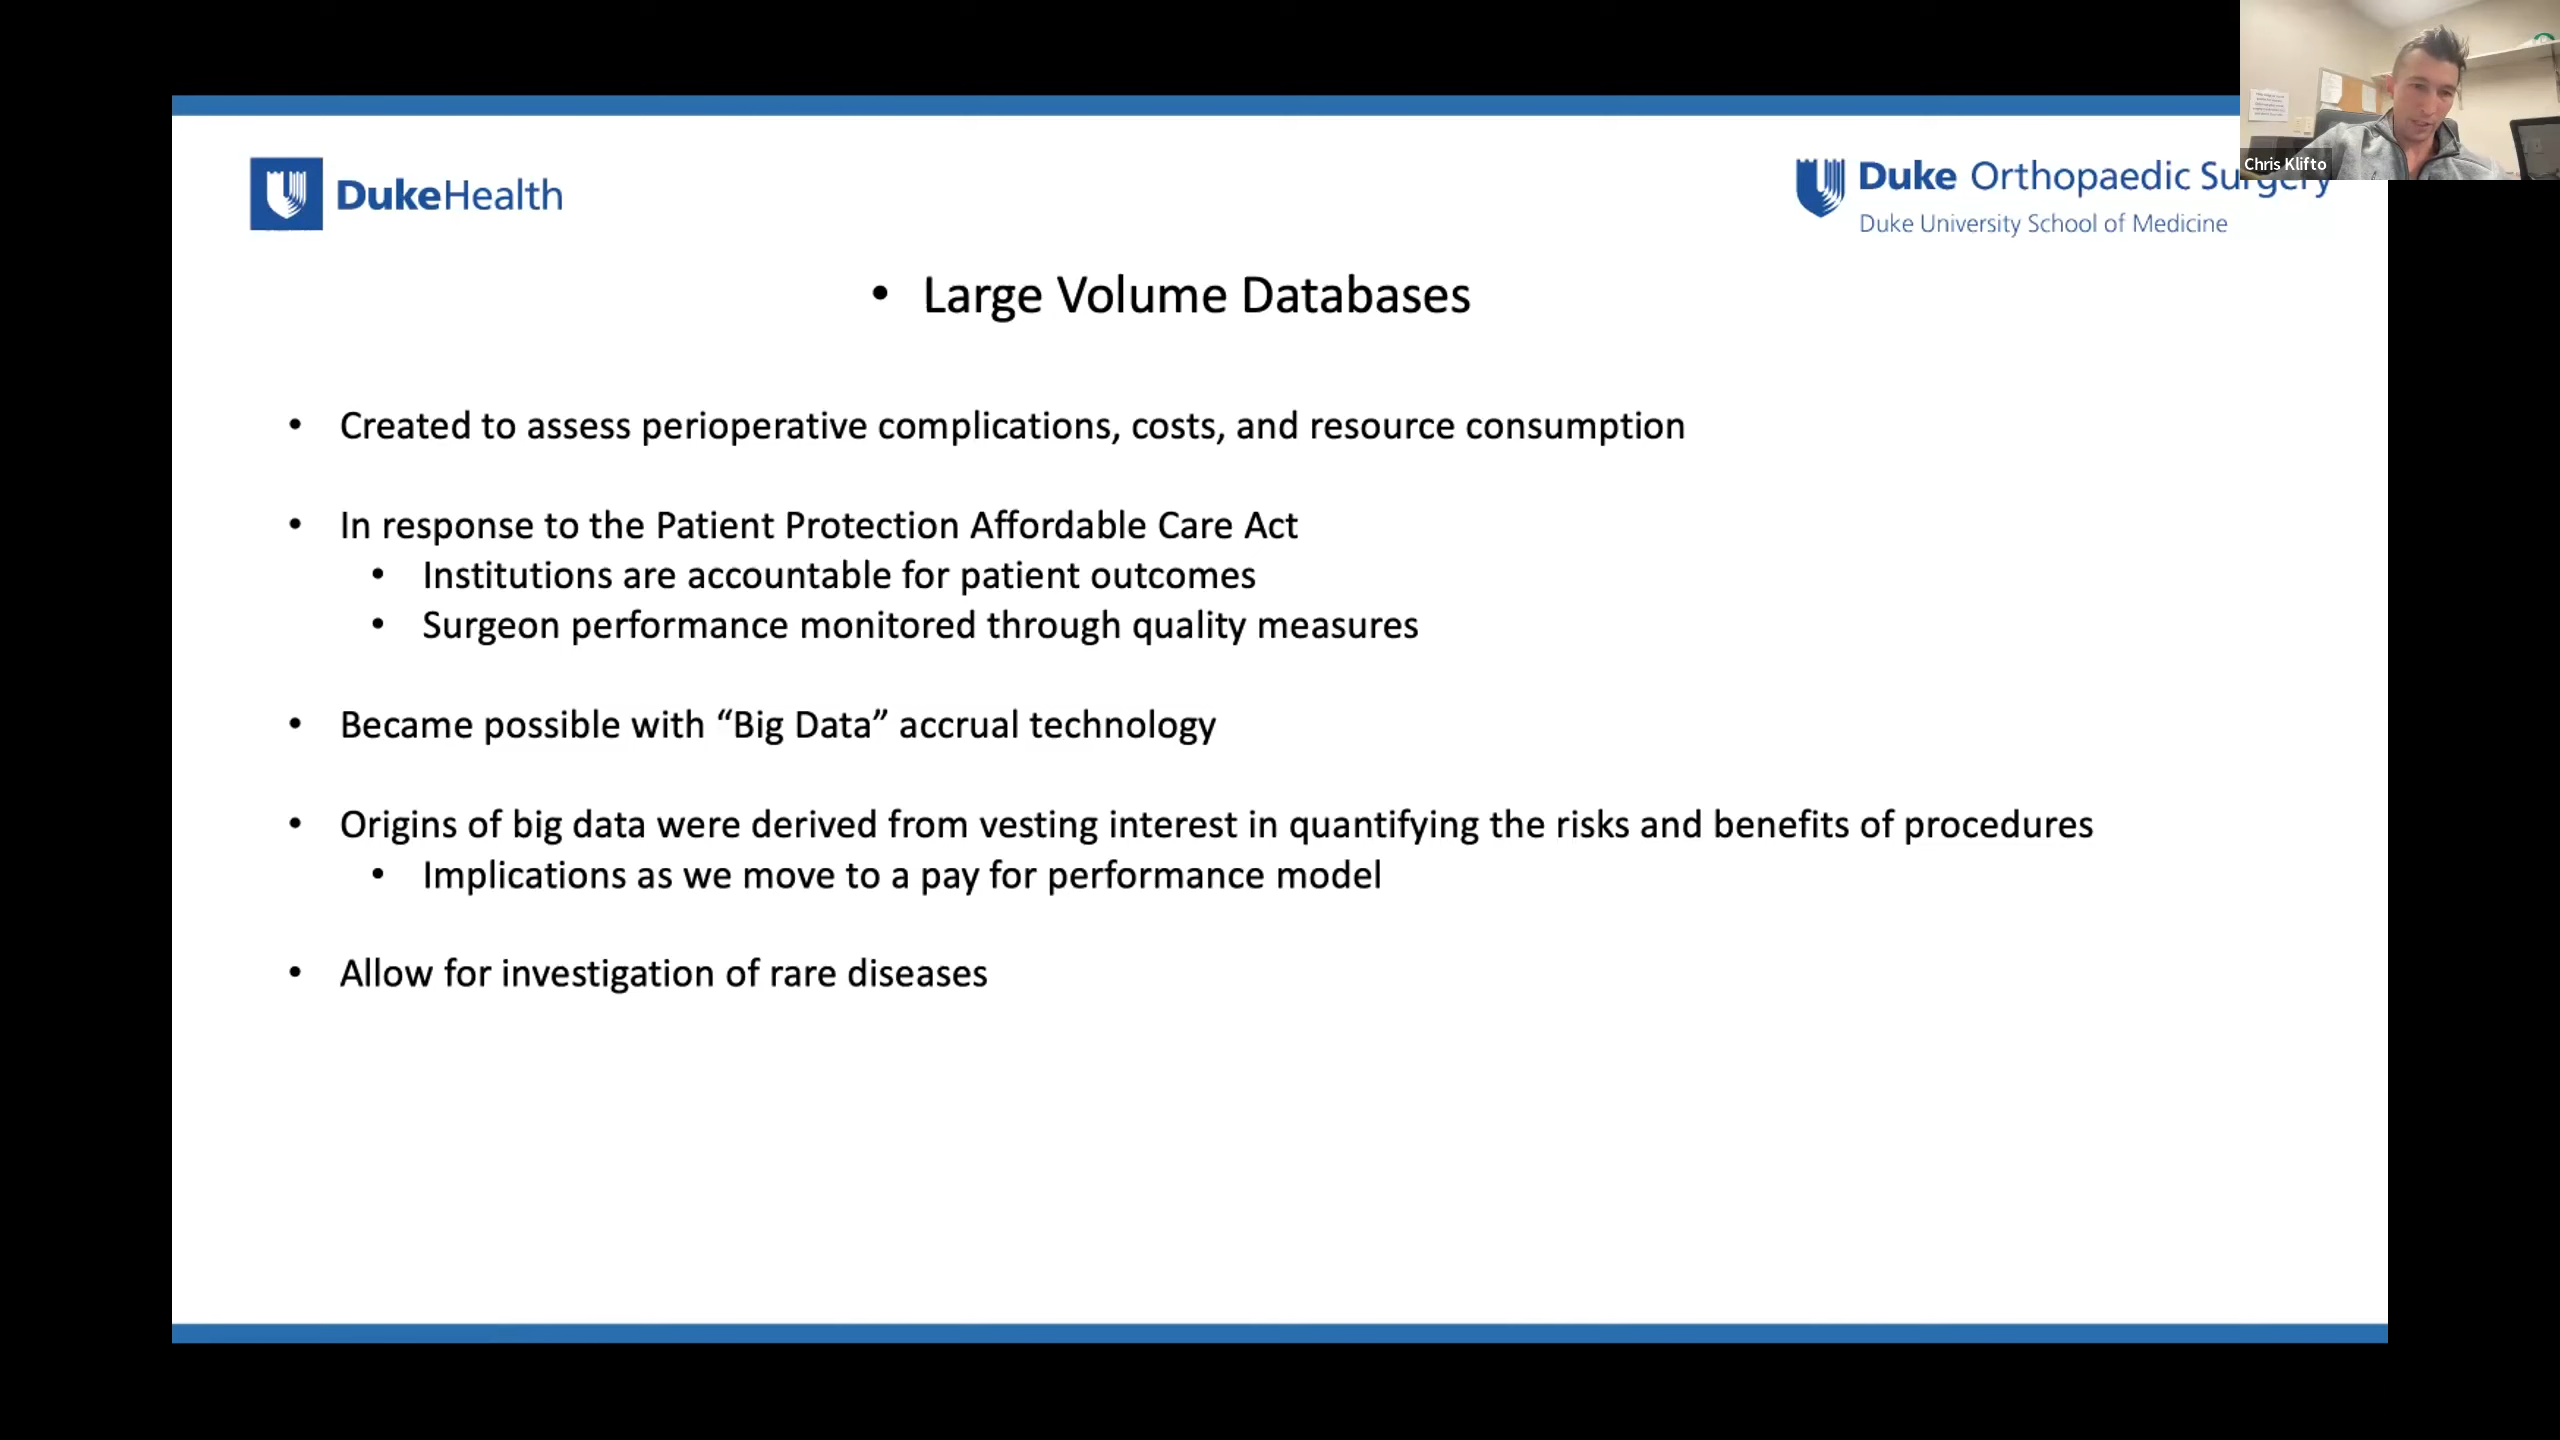 Chris Klifto
DukeHealth
Duke Orthopaedic Surgery
Duke University School of Medicine
• Large Volume Databases
• Created to assess perioperative complications, costs, and resource consumption
• In response to the Patient Protection Affordable Care Act
• Institutions are accountable for patient outcomes
• Surgeon performance monitored through quality measures
• Became possible with “Big Data” accrual technology
• Origins of big data were derived from vesting interest in quantifying the risks and benefits of procedures
• Implications as we move to a pay for performance model
• Allow for investigation of rare diseases